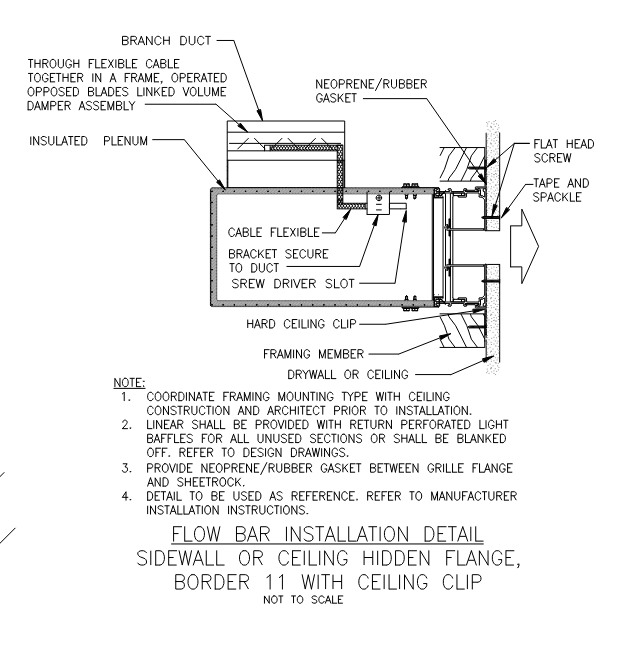 BRANCH DUCT
THROUGH FLEXIBLE CABLE
TOGETHER IN A FRAME, OPERATED
OPPOSED BLADES LINKED VOLUME
DAMPER ASSEMBLY
INSULATED PLENUM
NEOPRENE/RUBBER
GASKET
FLAT HEAD
SCREW
TAPE AND
SPACKLE
CABLE FLEXIBLE
BRACKET SECURE
TO DUCT
SREW DRIVER SLOT
HARD CEILING CLIP
FRAMING MEMBER
DRYWALL OR CEILING
NOTE:
1. COORDINATE FRAMING MOUNTING TYPE WITH CEILING
CONSTRUCTION AND ARCHITECT PRIOR TO INSTALLATION.
2. LINEAR SHALL BE PROVIDED WITH RETURN PERFORATED LIGHT
BAFFLES FOR ALL UNUSED SECTIONS OR SHALL BE BLANKED
OFF. REFER TO DESIGN DRAWINGS.
3. PROVIDE NEOPRENE/RUBBER GASKET BETWEEN GRILLE FLANGE
AND SHEETROCK.
4. DETAIL TO BE USED AS REFERENCE. REFER TO MANUFACTURER
INSTALLATION INSTRUCTIONS.
FLOW BAR INSTALLATION DETAIL
SIDEWALL OR CEILING HIDDEN FLANGE,
BORDER 11 WITH CEILING CLIP
NOT TO SCALE